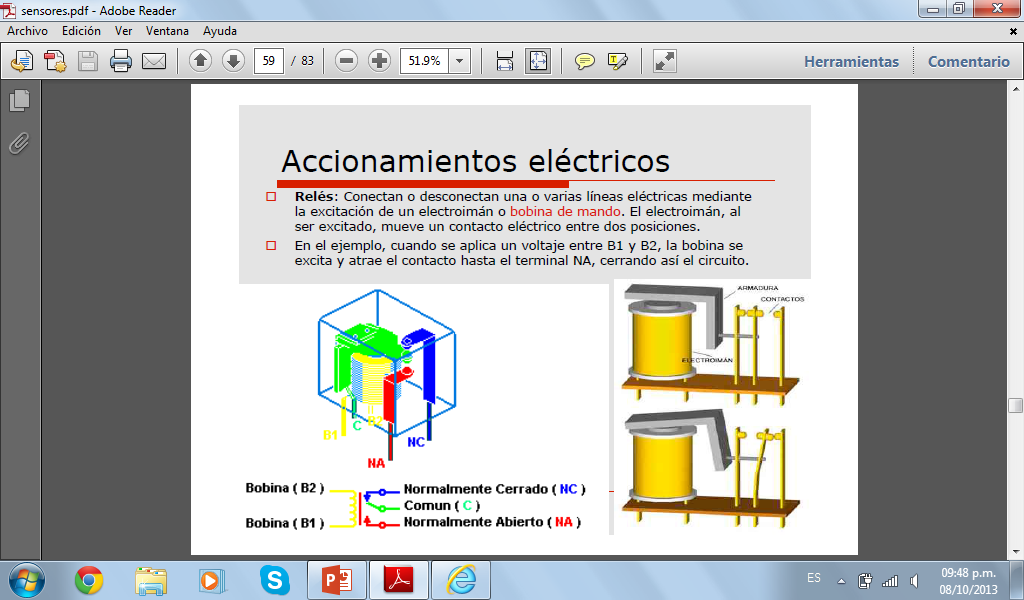 sensores.pdf - Adobe Reader
Archivo Edición Ver Ventana Ayuda
59 / 83 51.9% Herramientas Comentario
Accionamientos eléctricos
Relés: Conectan o desconectan una o varias líneas eléctricas mediante
la excitación de un electroimán o bobina de mando. El electroimán, al
ser excitado, mueve un contacto eléctrico entre dos posiciones.
En el ejemplo, cuando se aplica un voltaje entre B1 y B2, la bobina se
excita y atrae el contacto hasta el terminal NA, cerrando así el circuito.
B1
C
B2
NC
NA
Bobina ( B2 )
Bobina ( B1 )
Normalmente Cerrado ( NC )
Comun ( C )
Normalmente Abierto ( NA )
ARMADURA
CONTACTOS
ELECTROIMÁN
ES
09:48 p.m.
08/10/2013